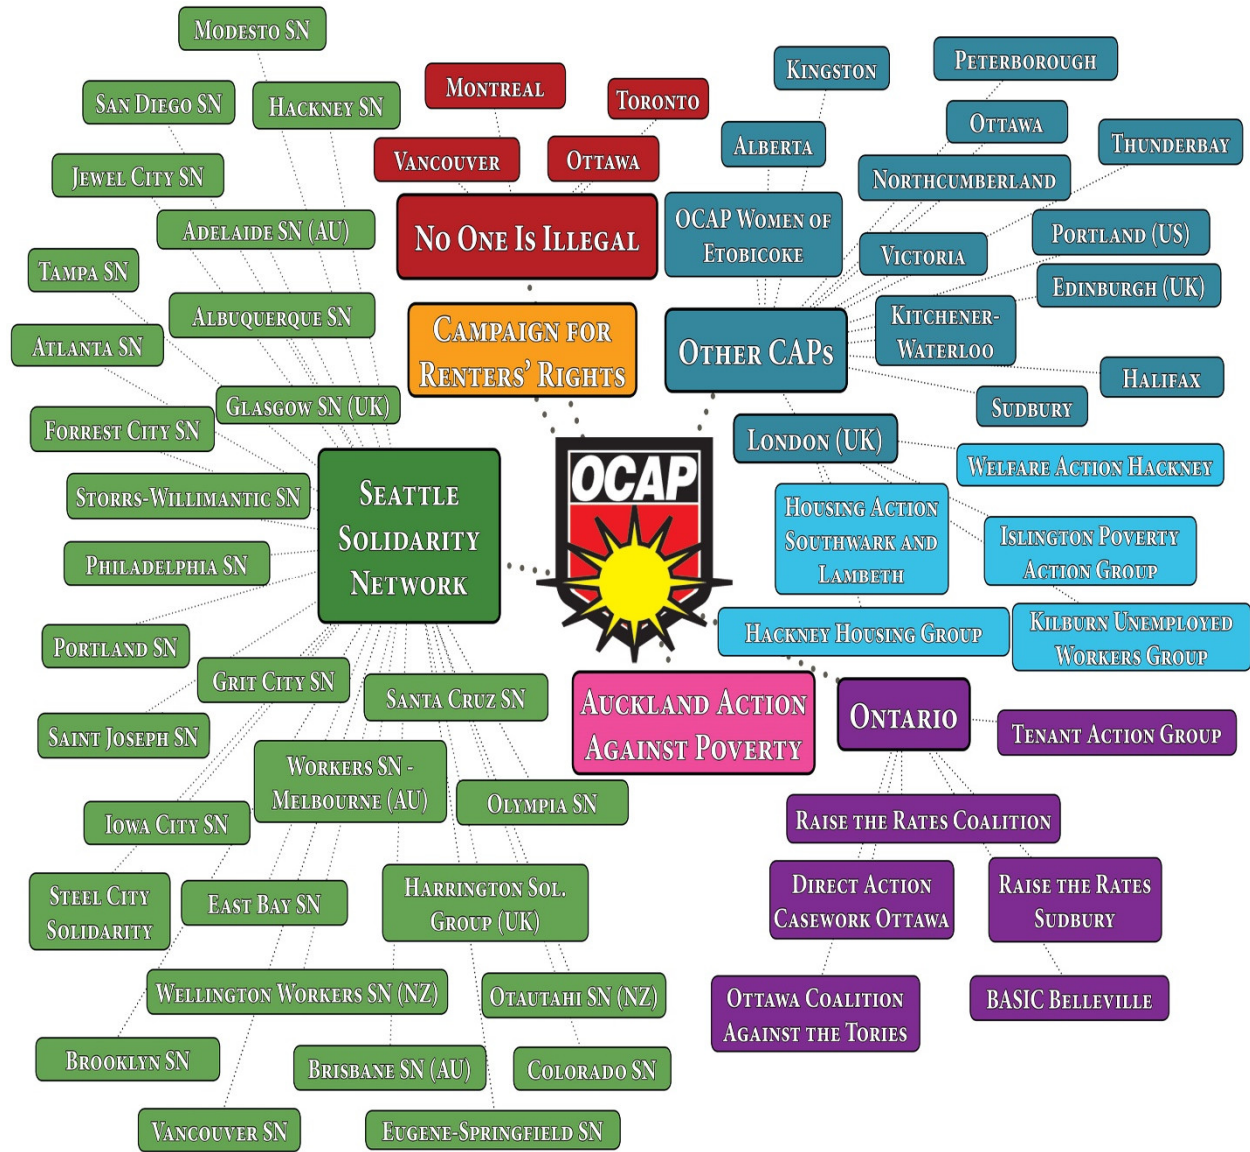 Modesto SN
San Diego SN
Hackney SN
Jewel City SN
Adelaide SN (AU)
Tampa SN
Albuquerque SN
Atlanta SN
Glasgow SN (UK)
Forrest City SN
Storrs-Willimantic SN
Philadelphia SN
Portland SN
Grit City SN
Saint Joseph SN
Santa Cruz SN
Workers SN -
Melbourne (AU)
Olympia SN
Iowa City SN
Steel City
Solidarity
East Bay SN
Harrington Sol.
Group (UK)
Wellington Workers SN (NZ)
Otautahi SN (NZ)
Brooklyn SN
Brisbane SN (AU)
Colorado SN
Vancouver SN
Eugene-Springfield SN
Seattle
Solidarity
Network
Montreal
Toronto
Vancouver
Ottawa
No One Is Illegal
Campaign for
Renters' Rights
OCAP
Auckland Action
Against Poverty
Kingston
Peterborough
Alberta
Ottawa
Thunderbay
Northcumberland
OCAP Women of
Etobicoke
Victoria
Portland (US)
Edinburgh (UK)
Kitchener-
Waterloo
Other CAPs
Halifax
Sudbury
London (UK)
Welfare Action Hackney
Housing Action
Southwark and
Lambeth
Islington Poverty
Action Group
Hackney Housing Group
Kilburn Unemployed
Workers Group
Ontario
Tenant Action Group
Raise the Rates Coalition
Direct Action
Casework Ottawa
Raise the Rates
Sudbury
Ottawa Coalition
Against the Tories
BASIC Belleville